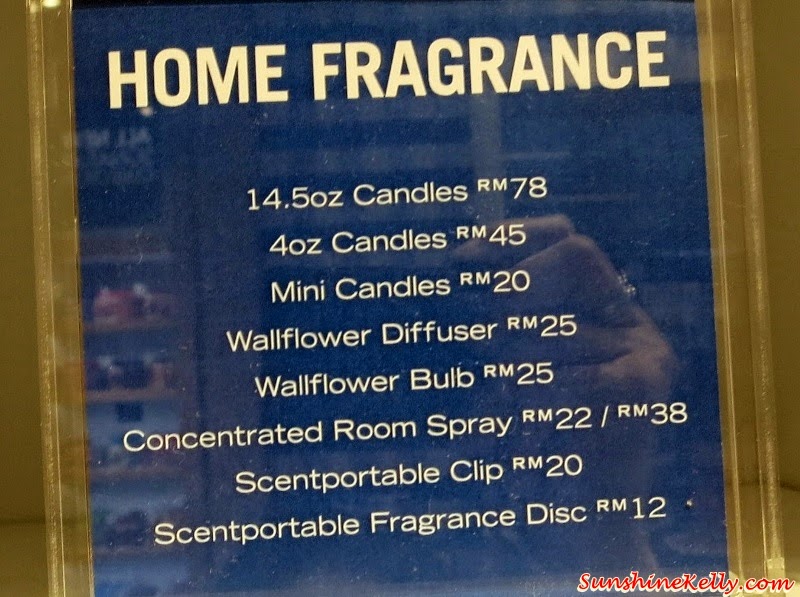 HOME FRAGRANCE
14.5oz Candles RM78
4oz Candles RM45
Mini Candles RM20
Wallflower Diffuser RM25
Wallflower Bulb RM25
Concentrated Room Spray RM22 / RM38
Scentportable Clip RM20
Scentportable Fragrance Disc RM12
SunshineKelly.com